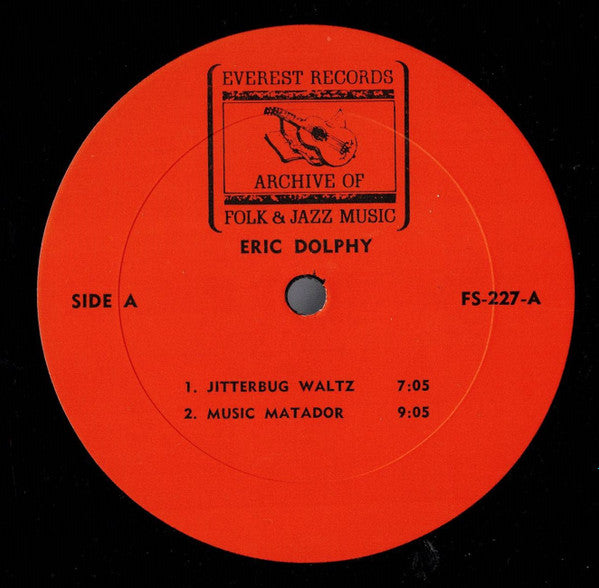 EVEREST RECORDS
ARCHIVE OF
FOLK & JAZZ MUSIC
ERIC DOLPHY
SIDE A
FS-227-A
1. JITTERBUG WALTZ 7:05
2. MUSIC MATADOR 9:05